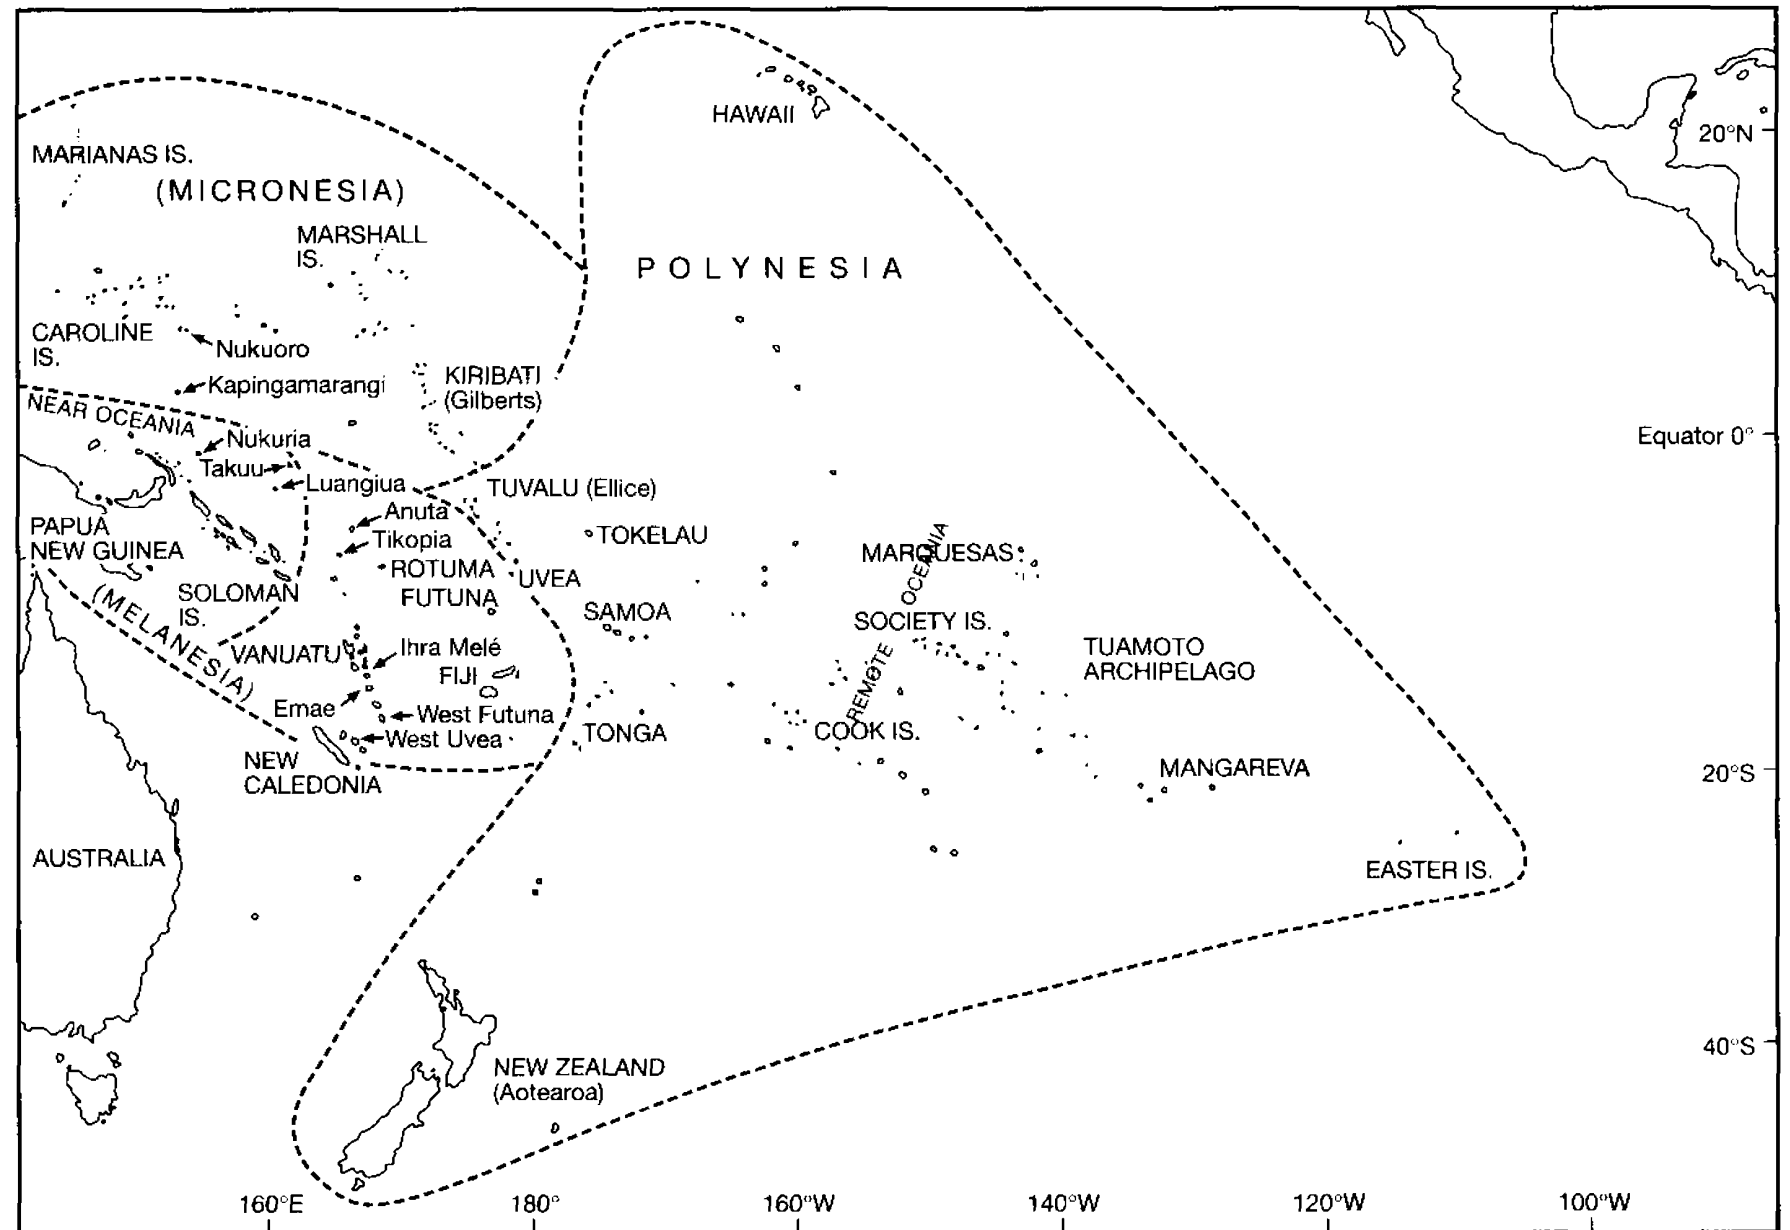 HAWAII
20°N
MARIANAS IS.
(MICRONESIA)
MARSHALL
IS.
POLYNESIA
CAROLINE
IS.
Nukuoro
KIRIBATI
(Gilberts)
Kapingamarangi
NEAR OCEANIA
Nukuria
Equator 0°
Takuu
Luangiua
TUVALU (Ellice)
Anuta
PAPUA
NEW GUINEA
Tikopia
TOKELAU
MARQUESAS
REMOTE OCEANIA
ROTUMA
UVEA
FUTUNA
SOLOMAN
IS.
(MELANESIA)
SAMOA
SOCIETY IS.
VANUATU
Ihra Melé
FIJI
TUAMOTO
ARCHIPELAGO
Emae
West Futuna
West Uvea
TONGA
COOK IS.
NEW
CALEDONIA
MANGAREVA
20°S
AUSTRALIA
EASTER IS.
40°S
NEW ZEALAND
(Aotearoa)
160°E
180°
160°W
140°W
120°W
100°W